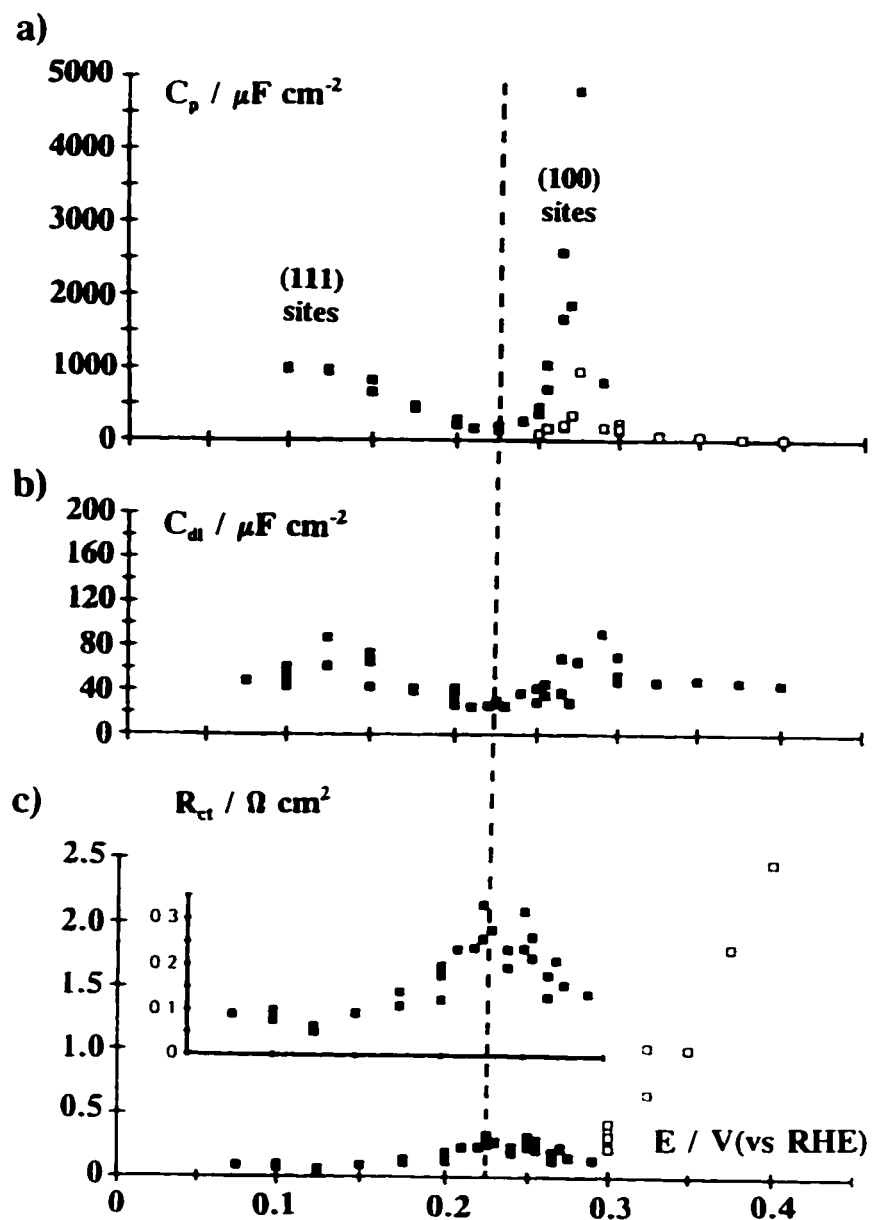 a)
5000
C_p / μF cm⁻²
4000
(100)
sites
3000
(111)
sites
2000
1000
0
b)
200
C_dl / μF cm⁻²
160
120
80
40
0
c)
R_ct / Ω cm²
2.5
2.0
1.5
1.0
0.5
0
0 3
0 2
0 1
0
E / V(vs RHE)
0 0.1 0.2 0.3 0.4